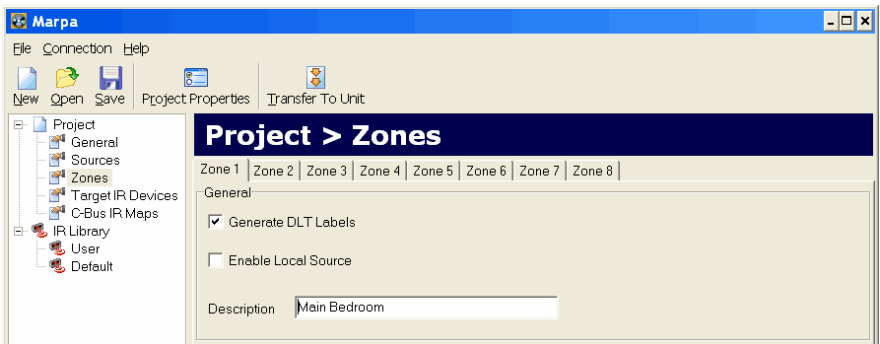 Marpa
File Connection Help
New Open Save Project Properties Transfer To Unit
Project
General
Sources
Zones
Target IR Devices
C-Bus IR Maps
IR Library
User
Default
Project > Zones
Zone 1 Zone 2 Zone 3 Zone 4 Zone 5 Zone 6 Zone 7 Zone 8
General
Generate DLT Labels
Enable Local Source
Description Main Bedroom